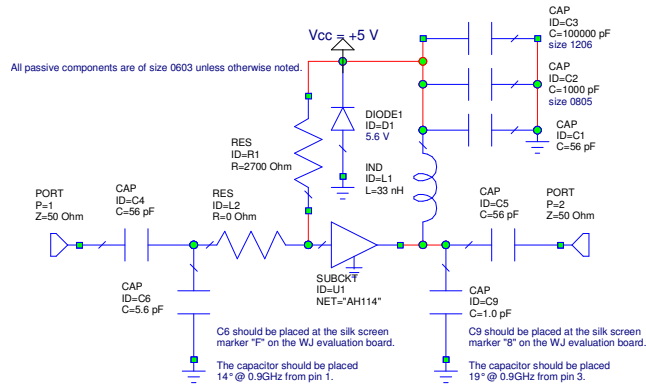 CAP
ID=C3
C=100000 pF
size 1206
Vcc = +5 V
All passive components are of size 0603 unless otherwise noted.
CAP
ID=C2
C=1000 pF
size 0805
DIODE1
ID=D1
5.6 V
CAP
ID=C1
C=56 pF
RES
ID=R1
R=2700 Ohm
IND
ID=L1
L=33 nH
PORT
P=1
Z=50 Ohm
CAP
ID=C4
C=56 pF
RES
ID=L2
R=0 Ohm
CAP
ID=C5
C=56 pF
PORT
P=2
Z=50 Ohm
SUBCKT
ID=U1
NET="AH114"
CAP
ID=C6
C=5.6 pF
CAP
ID=C9
C=1.0 pF
C6 should be placed at the silk screen
marker "F" on the WJ evaluation board.
The capacitor should be placed
14° @ 0.9GHz from pin 1.
C9 should be placed at the silk screen
marker "8" on the WJ evaluation board.
The capacitor should be placed
19° @ 0.9GHz from pin 3.